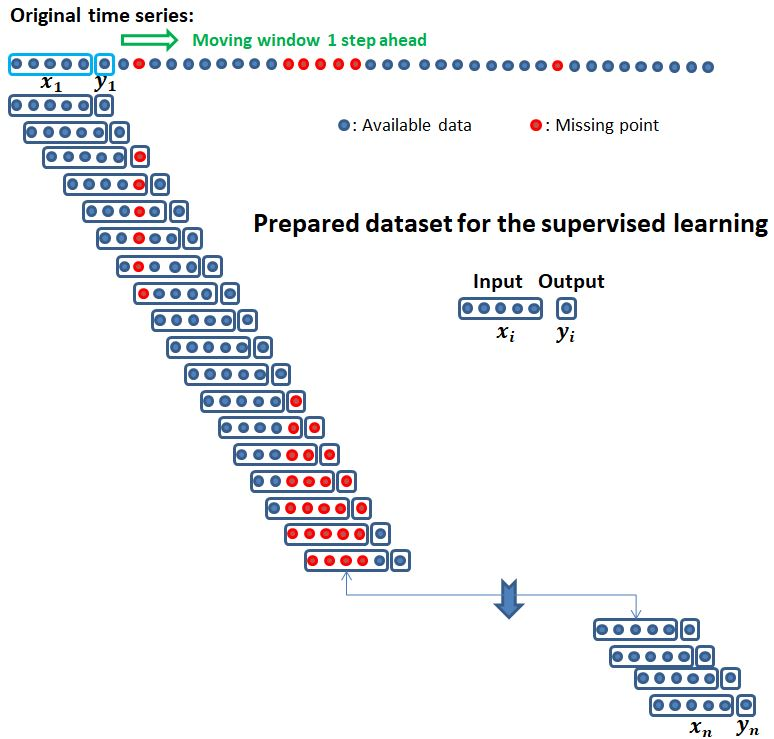 Original time series:
Moving window 1 step ahead
x₁ y₁
: Available data : Missing point
Prepared dataset for the supervised learning
Input Output
xᵢ yᵢ
xₙ yₙ